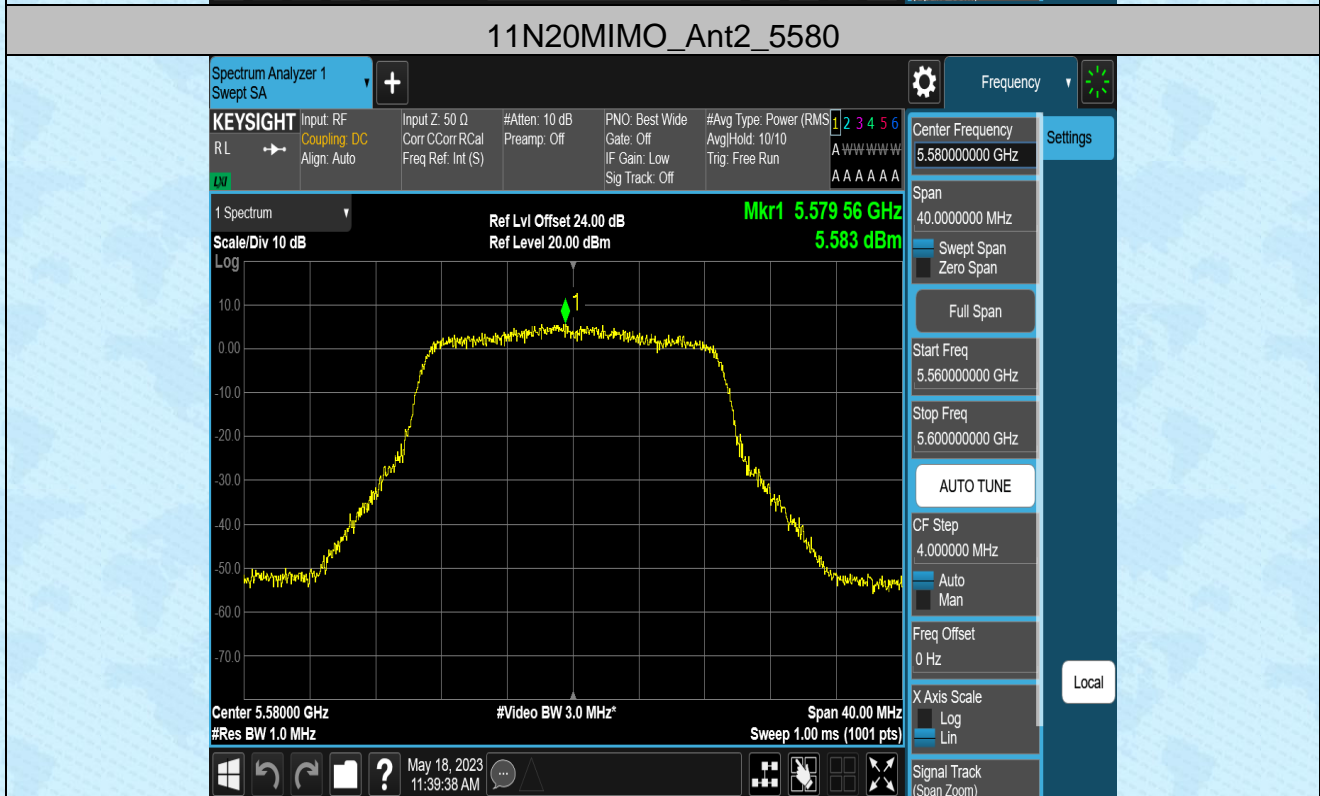 11N20MIMO_Ant2_5580
Spectrum Analyzer 1
Swept SA
Frequency
KEYSIGHT
RL
LXI
Input: RF
Coupling: DC
Align: Auto
Input Z: 50 Ω
Corr CCorr RCal
Freq Ref: Int (S)
#Atten: 10 dB
Preamp: Off
PNO: Best Wide
Gate: Off
IF Gain: Low
Sig Track: Off
#Avg Type: Power (RMS
Avg|Hold: 10/10
Trig: Free Run
1 2 3 4 5 6
A W W W W W
A A A A A A
Center Frequency
5.580000000 GHz
Settings
1 Spectrum
Scale/Div 10 dB
Log
Ref Lvl Offset 24.00 dB
Ref Level 20.00 dBm
Mkr1 5.579 56 GHz
5.583 dBm
Span
40.0000000 MHz
Swept Span
Zero Span
Full Span
Start Freq
5.560000000 GHz
Stop Freq
5.600000000 GHz
AUTO TUNE
CF Step
4.000000 MHz
Auto
Man
Freq Offset
0 Hz
X Axis Scale
Log
Lin
Signal Track
(Span Zoom)
Local
1
10.0
0.00
-10.0
-20.0
-30.0
-40.0
-50.0
-60.0
-70.0
Center 5.58000 GHz
#Res BW 1.0 MHz
#Video BW 3.0 MHz*
Span 40.00 MHz
Sweep 1.00 ms (1001 pts)
?
May 18, 2023
11:39:38 AM